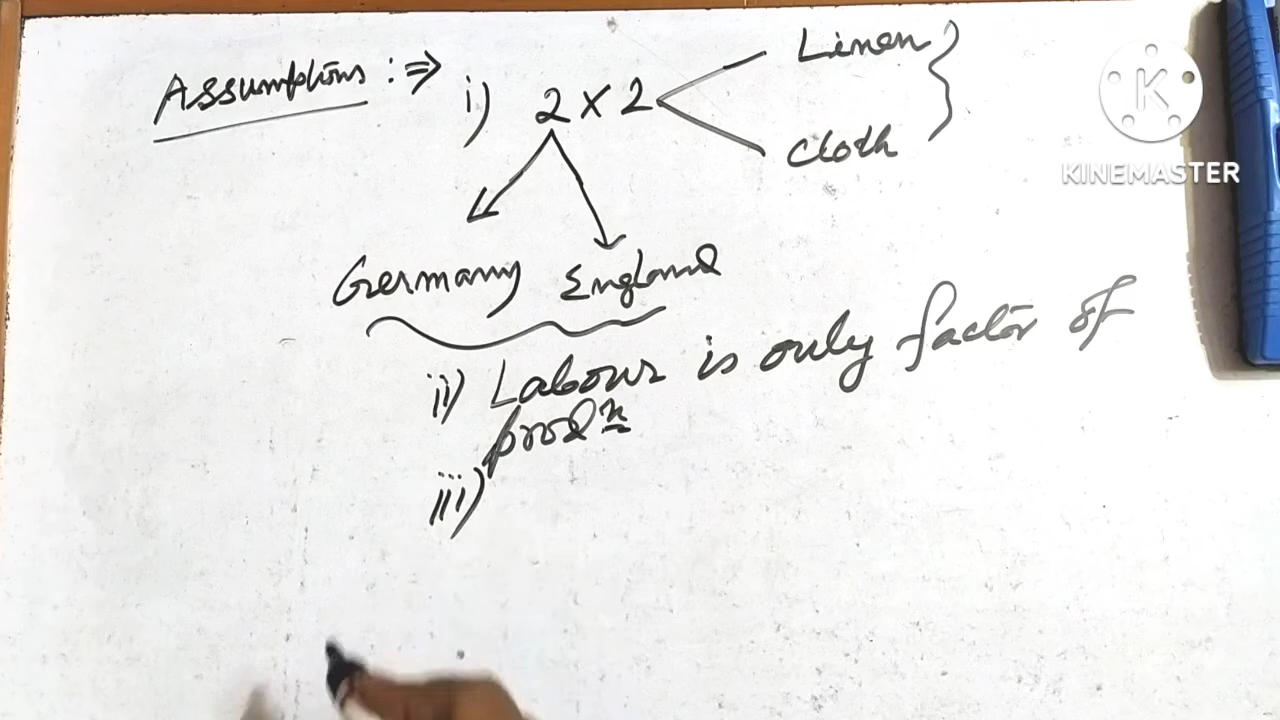 Assumptions :⇒ i) 2 × 2
Linen
Cloth
Germany England
ii) Labour is only factor of
prodn
iii)
K
KINEMASTER